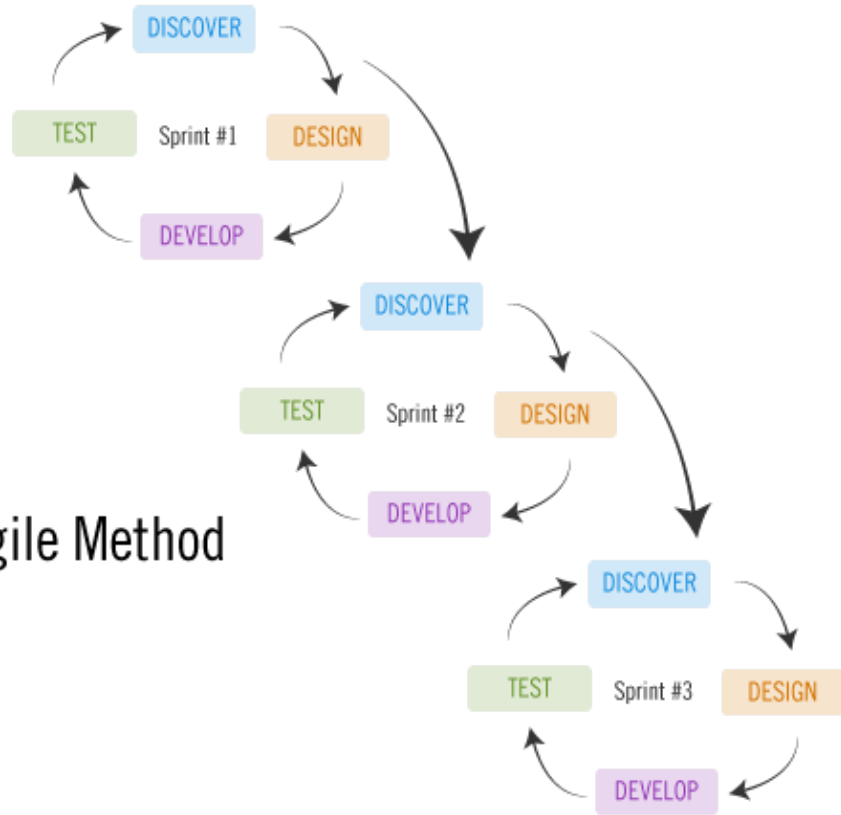 DISCOVER
TEST
Sprint #1
DESIGN
DEVELOP
DISCOVER
TEST
Sprint #2
DESIGN
DEVELOP
gile Method
DISCOVER
TEST
Sprint #3
DESIGN
DEVELOP